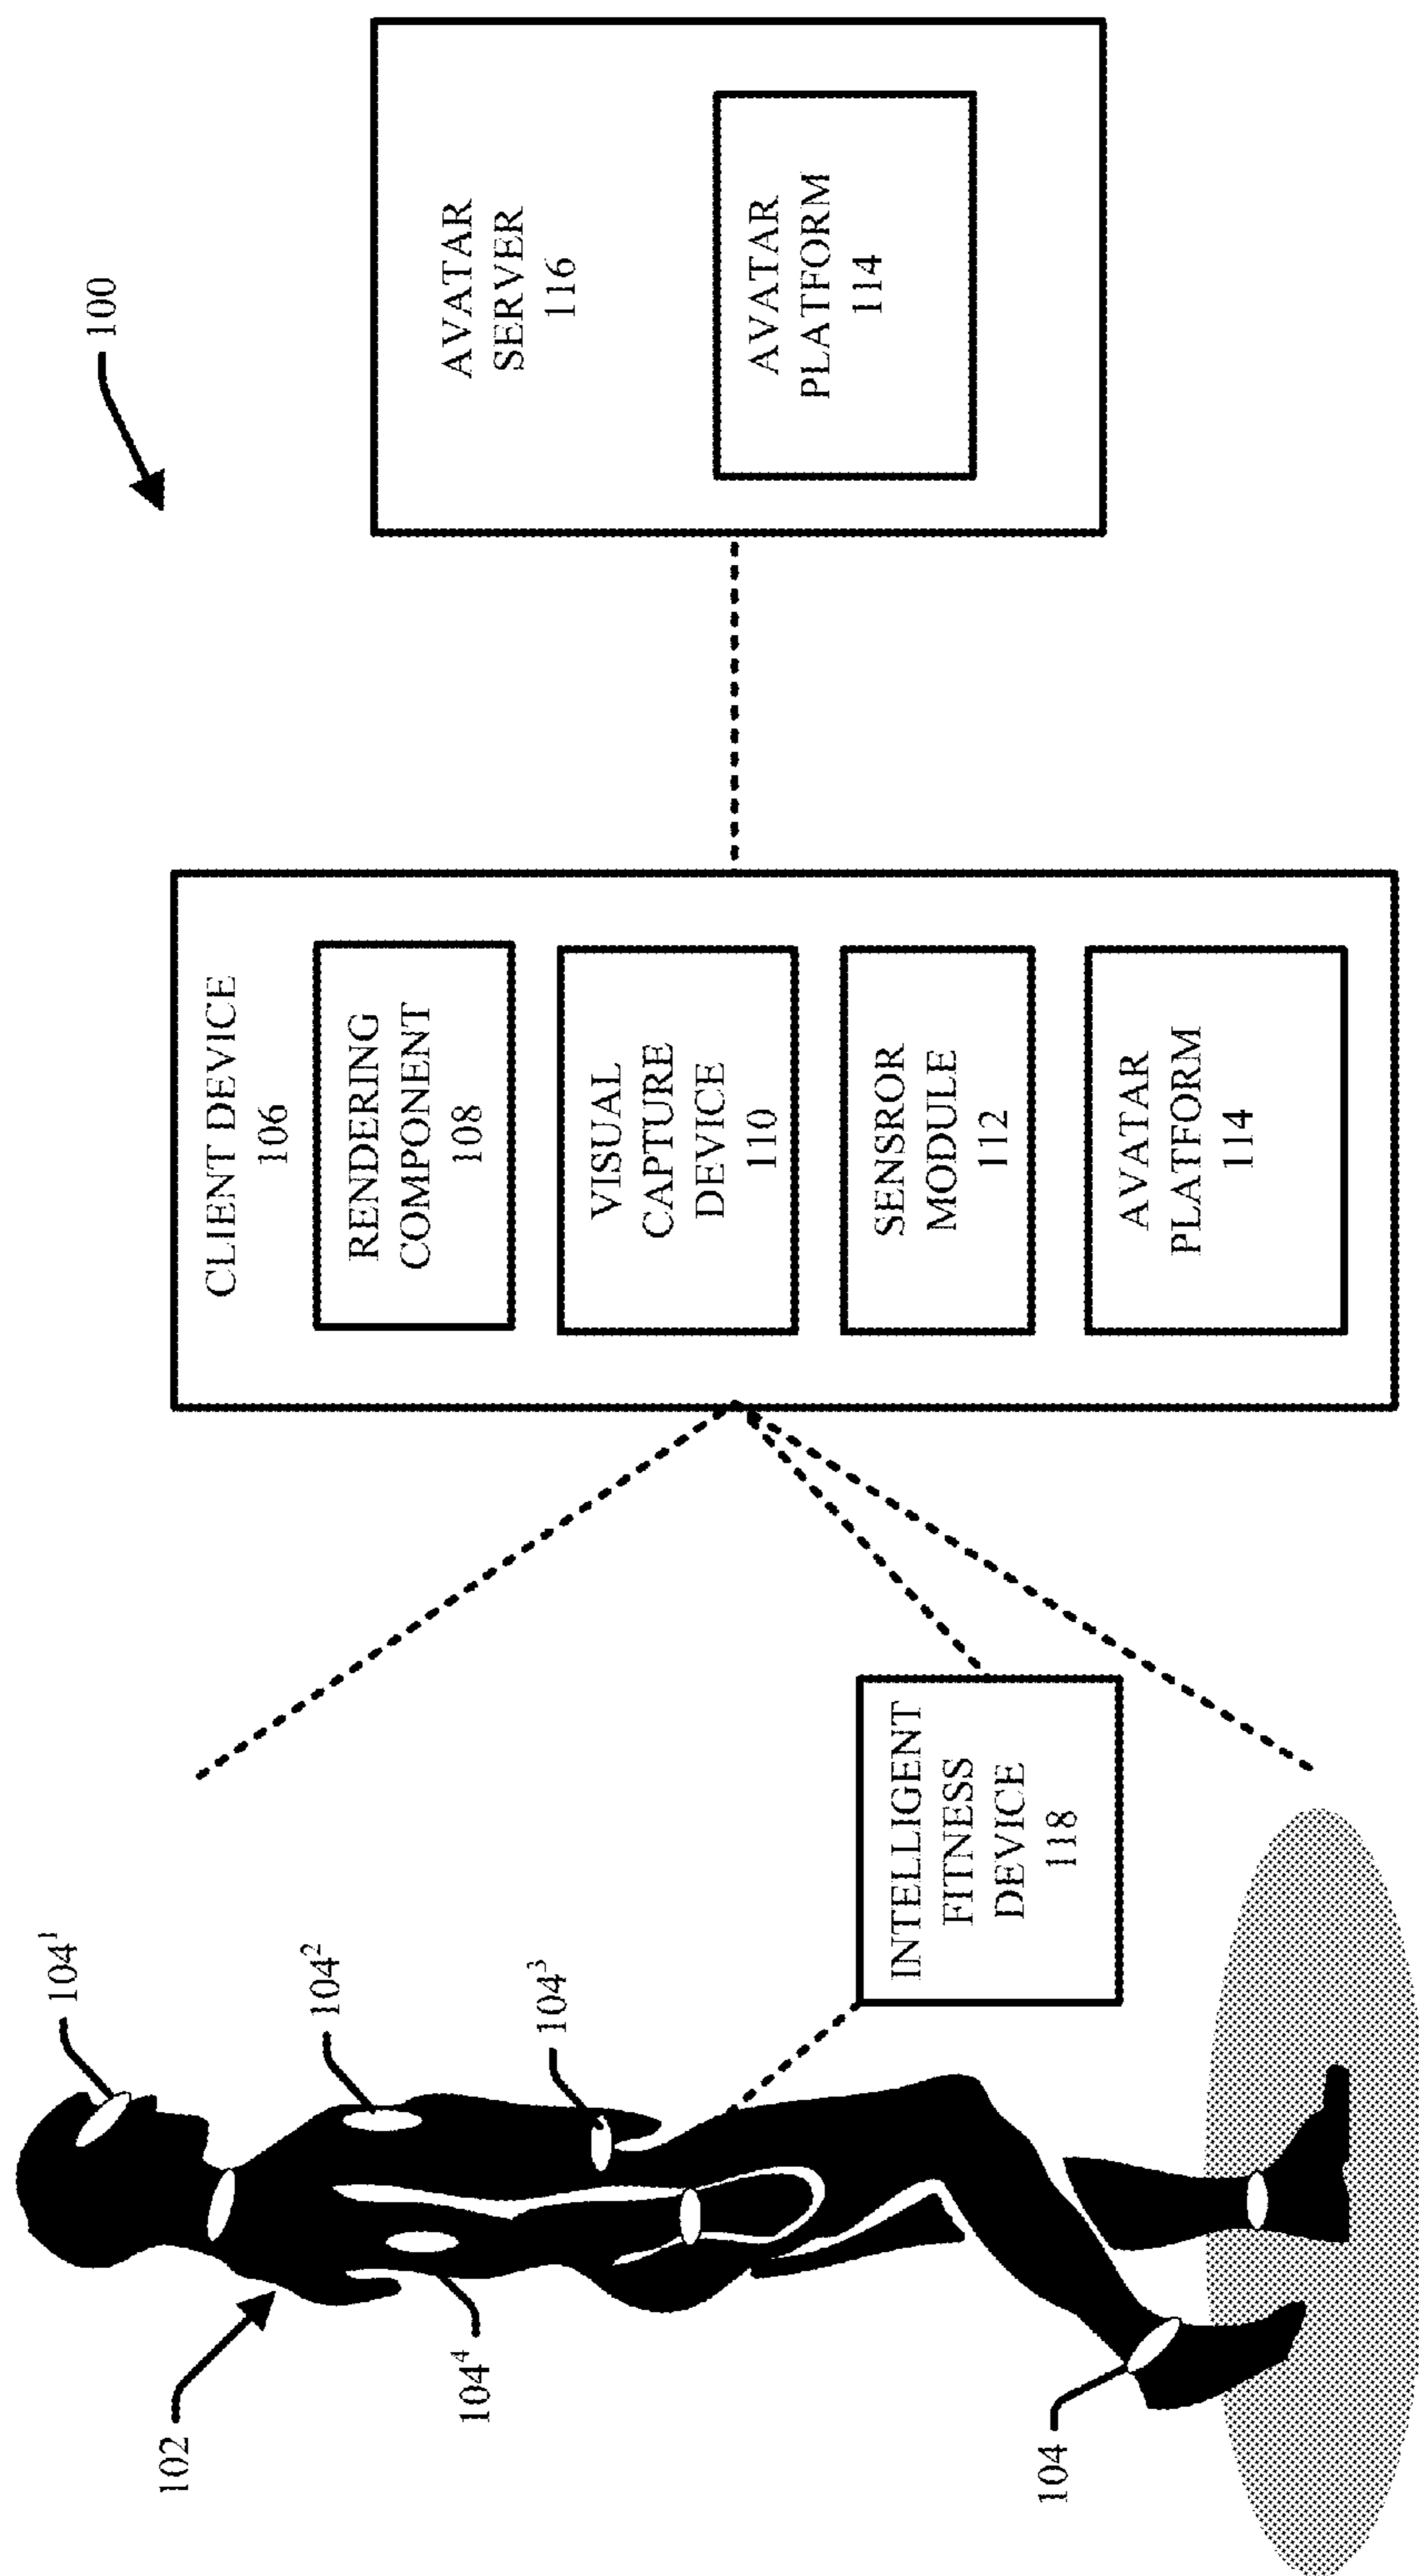 100
102
104¹
104²
104³
104⁴
104
INTELLIGENT
FITNESS
DEVICE
118
CLIENT DEVICE
106
RENDERING
COMPONENT
108
VISUAL
CAPTURE
DEVICE
110
SENSROR
MODULE
112
AVATAR
PLATFORM
114
AVATAR
SERVER
116
AVATAR
PLATFORM
114